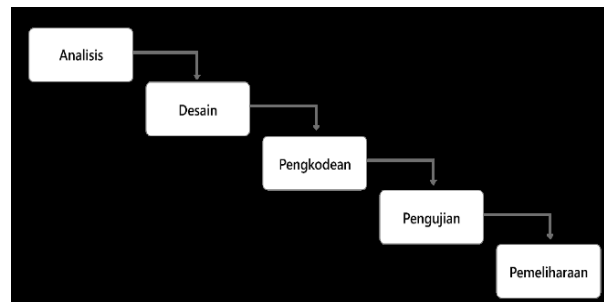 Analisis
Desain
Pengkodean
Pengujian
Pemeliharaan